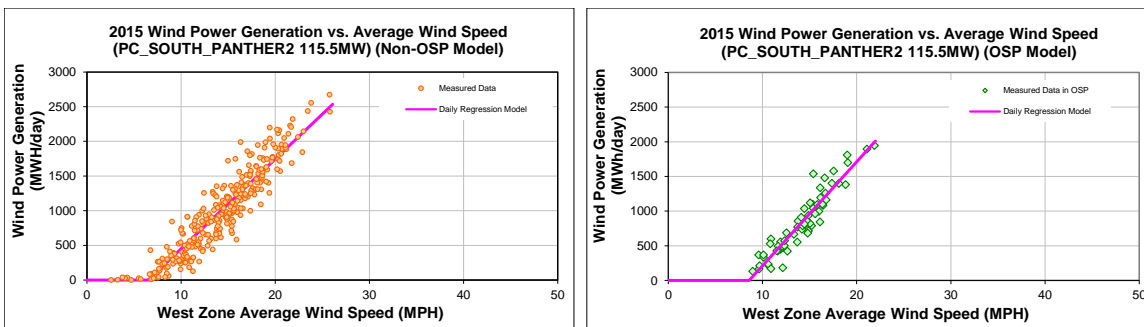 2015 Wind Power Generation vs. Average Wind Speed
(PC_SOUTH_PANTHER2 115.5MW) (Non-OSP Model)
Wind Power Generation
(MWH/day)
3000
2500
2000
1500
1000
500
0
Measured Data
Daily Regression Model
0 10 20 30 40 50
West Zone Average Wind Speed (MPH)
2015 Wind Power Generation vs. Average Wind Speed
(PC_SOUTH_PANTHER2 115.5MW) (OSP Model)
Wind Power Generation
(MWh/day)
3000
2500
2000
1500
1000
500
0
Measured Data in OSP
Daily Regression Model
0 10 20 30 40 50
West Zone Average Wind Speed (MPH)